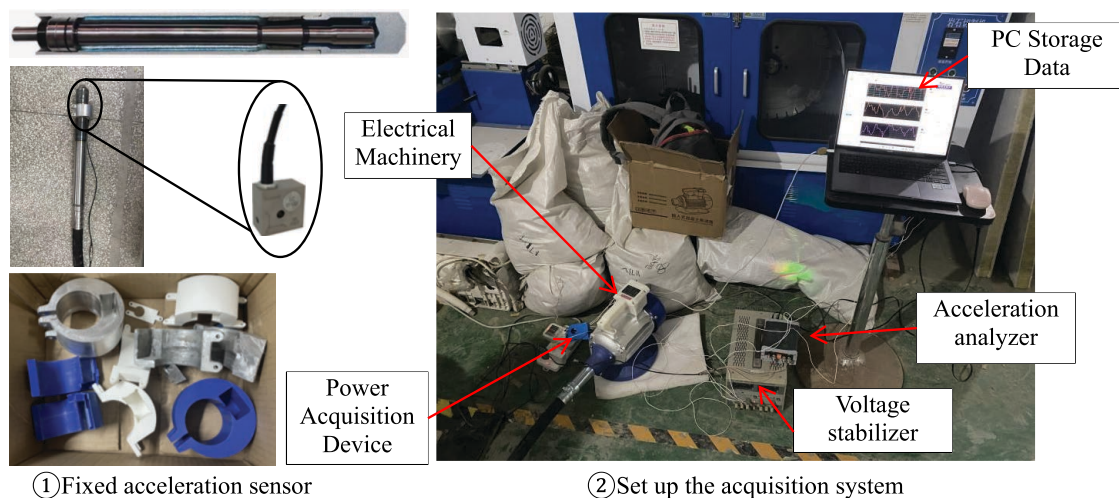 PC Storage
Data
Electrical
Machinery
Acceleration
analyzer
Power
Acquisition
Device
Voltage
stabilizer
①Fixed acceleration sensor
②Set up the acquisition system